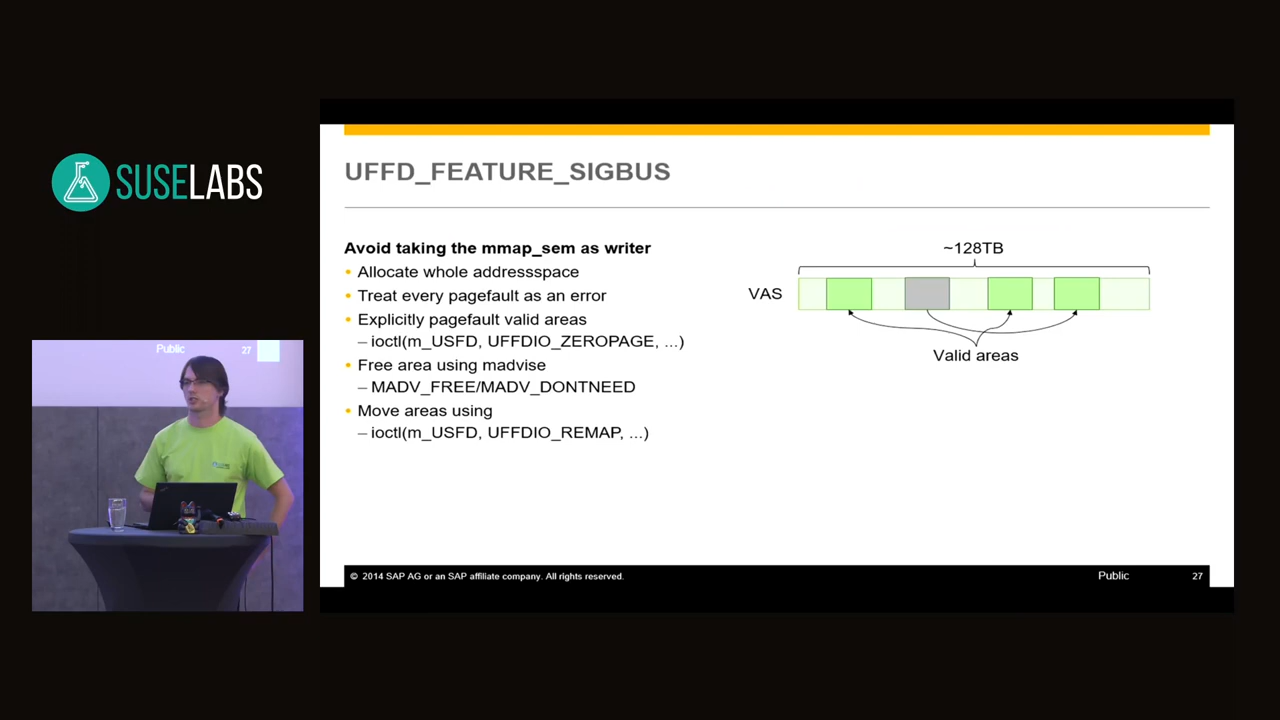 SUSELABS
UFFD_FEATURE_SIGBUS
Avoid taking the mmap_sem as writer
• Allocate whole addressspace
• Treat every pagefault as an error
• Explicitly pagefault valid areas
– ioctl(m_USFD, UFFDIO_ZEROPAGE, ...)
• Free area using madvise
– MADV_FREE/MADV_DONTNEED
• Move areas using
– ioctl(m_USFD, UFFDIO_REMAP, ...)
~128TB
VAS
Valid areas
© 2014 SAP AG or an SAP affiliate company. All rights reserved.
Public
27
Public
27